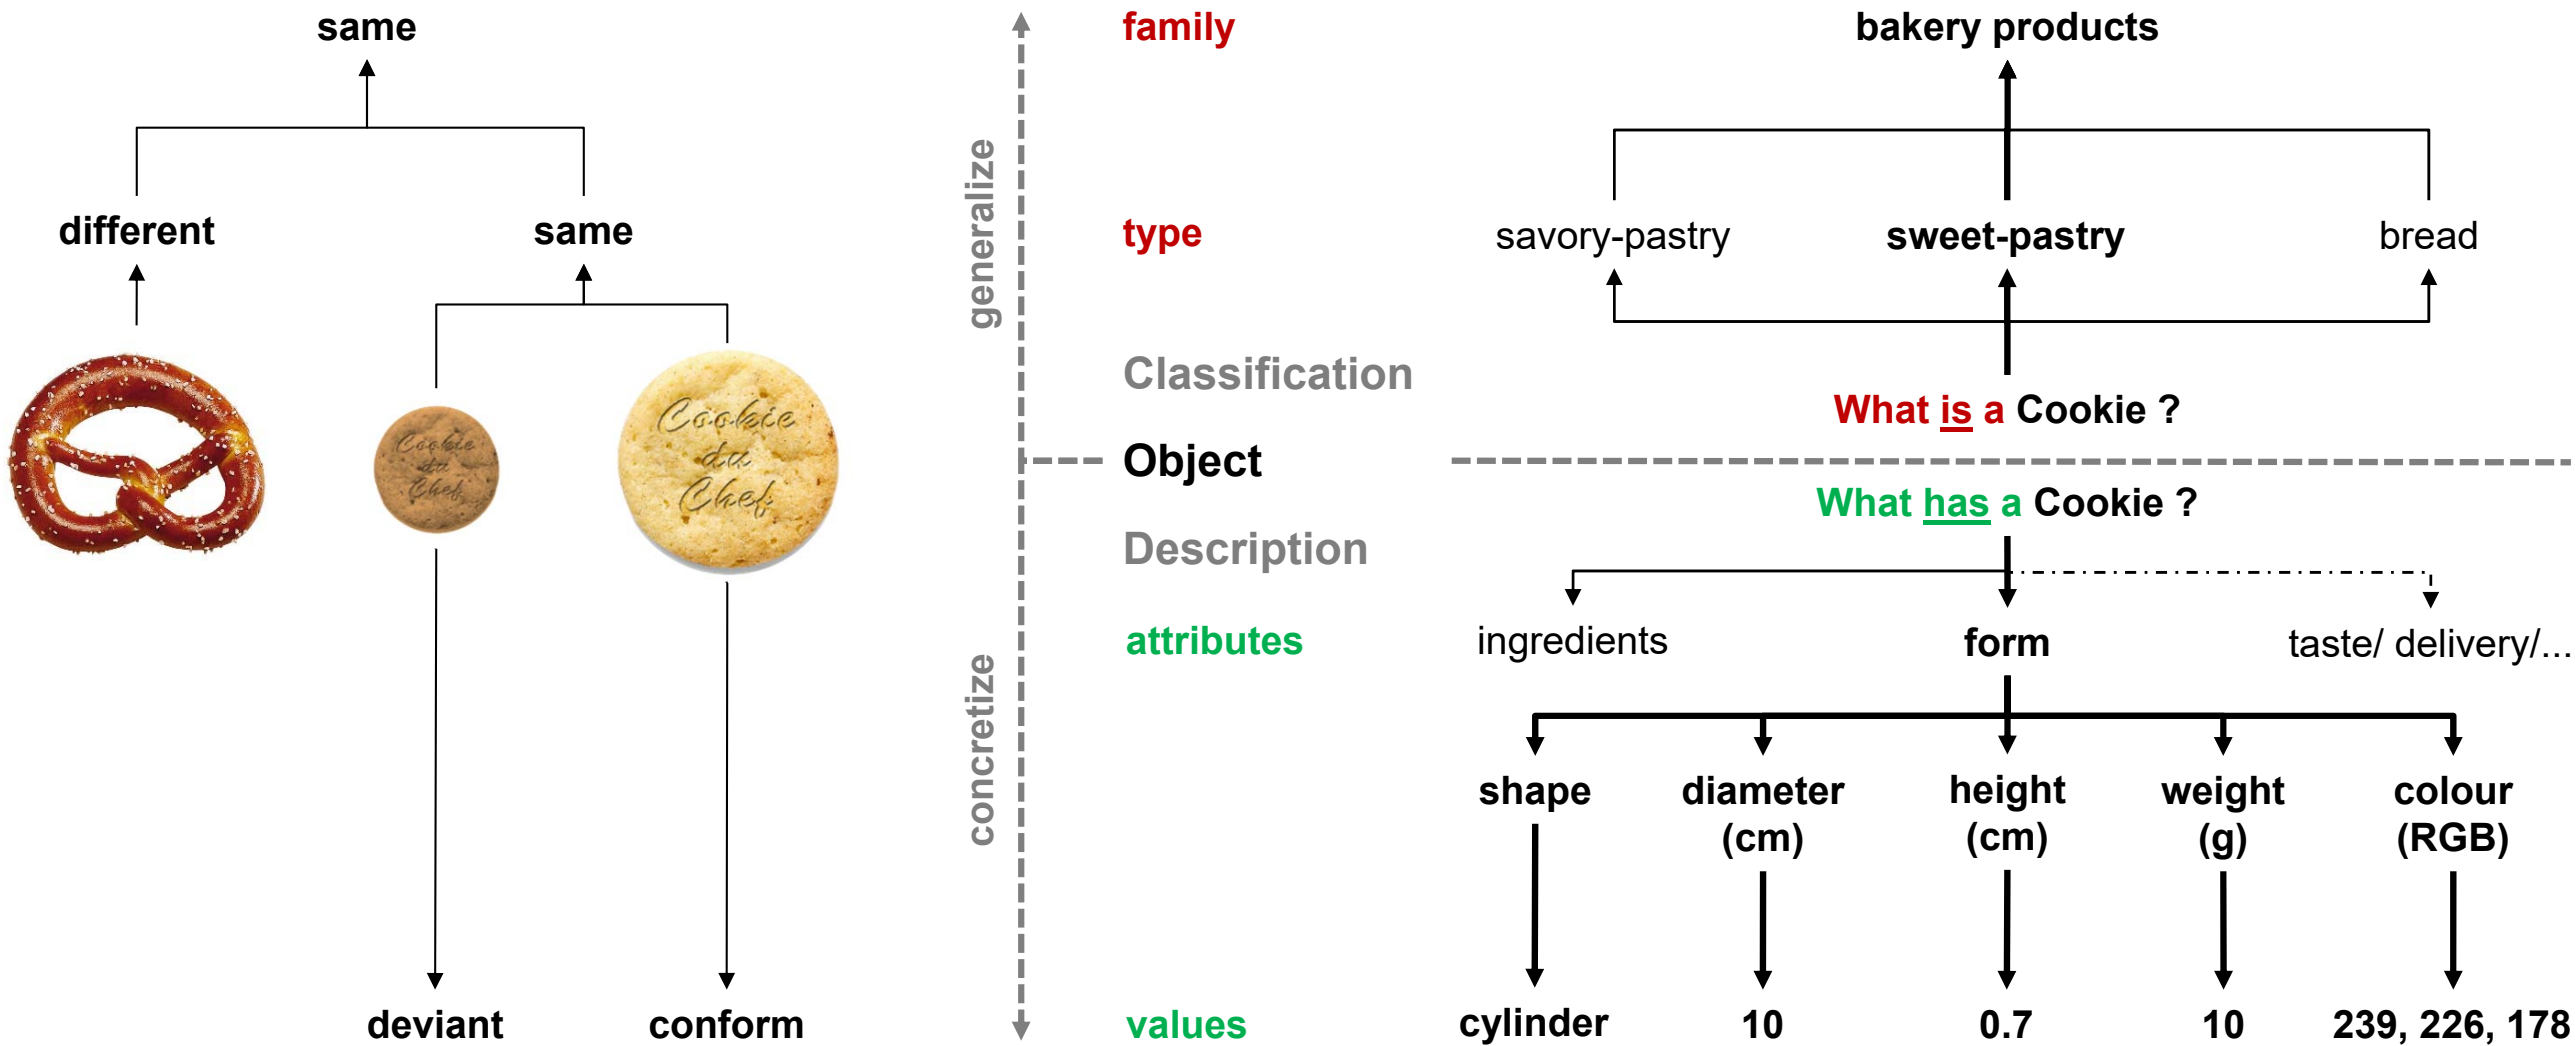 same
different
same
Cookie
du
Chef
Cookie
du
Chef
deviant
conform
generalize
concretize
family
type
Classification
Object
Description
attributes
values
bakery products
savory-pastry
sweet-pastry
bread
What is a Cookie ?
What has a Cookie ?
ingredients
form
taste/ delivery/...
shape
diameter
(cm)
height
(cm)
weight
(g)
colour
(RGB)
cylinder
10
0.7
10
239, 226, 178